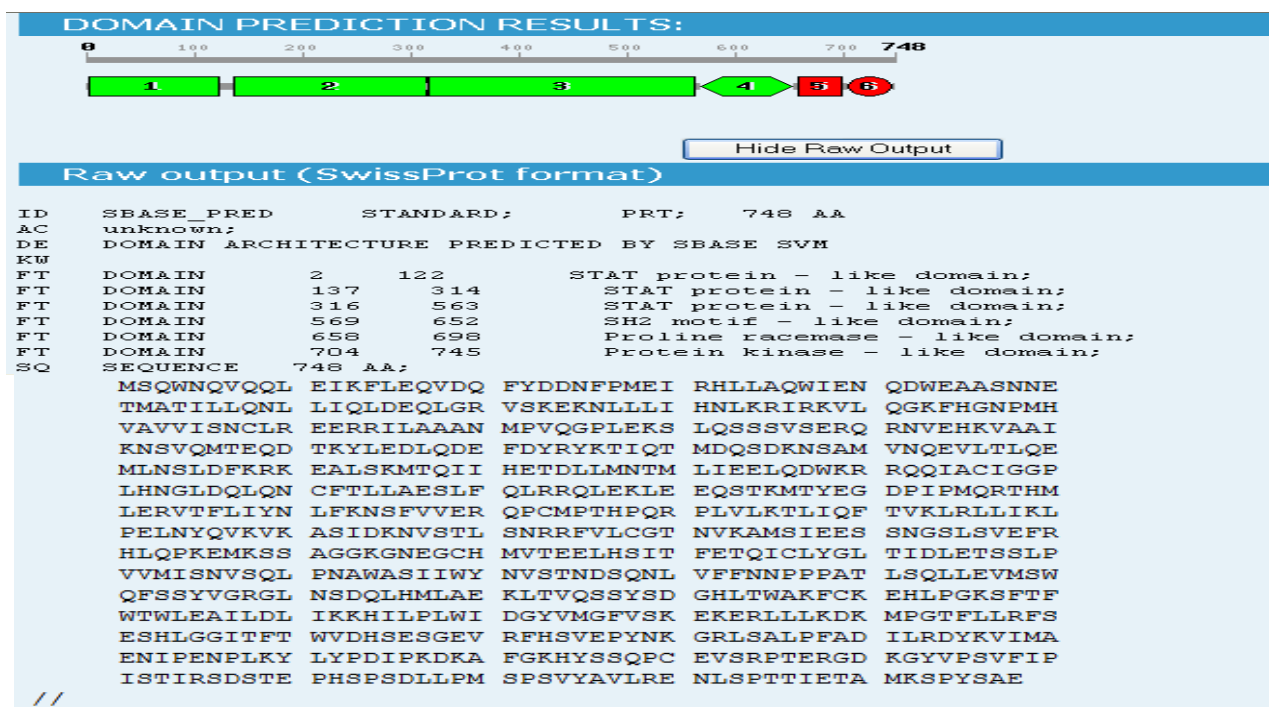 DOMAIN PREDICTION RESULTS:
0 100 200 300 400 500 600 700 748
1 2 3 4 5 6
Hide Raw Output
Raw output (SwissProt format)
ID SBASE_PRED STANDARD; PRT; 748 AA
AC unknown;
DE DOMAIN ARCHITECTURE PREDICTED BY SBASE SVM
KW
FT DOMAIN 2 122 STAT protein - like domain;
FT DOMAIN 137 314 STAT protein - like domain;
FT DOMAIN 316 563 STAT protein - like domain;
FT DOMAIN 569 652 SH2 motif - like domain;
FT DOMAIN 658 698 Proline racemase - like domain;
FT DOMAIN 704 745 Protein kinase - like domain;
SQ SEQUENCE 748 AA;
MSQWNQVQQL EIKFLEQVDQ FYDDNFPMEI RHLLAQWIEN QDWEAASNNE
TMATILLQNL LIQLDEQLGR VSKEKNLLLI HNLKRIRKVL QGKFHGNPMH
VAVVISNCLR EERRILAAAN MPVQGPLEKS LQSSSVSERQ RNVEHKVAAI
KNSVQMTEQD TKYLEDLQDE FDYRYKTIQT MDQSDKNSAM VNQEVLTLQE
MLNSLDFKRK EALSKMTQII HETDLLMNTM LIEELQDWKR RQQIACIGGP
LHNGLDQLQN CFTLLAESLF QLRRQLEKLE EQSTKMTYEG DPIPMQRTHM
LERVTFLIYN LFKNSFVVER QPCMPTHPQR PLVLKTLIQF TVKLRLLIKL
PELNYQVKVK ASIDKNVSTL SNRRFVLCGT NVKAMSIEES SNGSLSVEFR
HLQPKEMKSS AGGKGNEGCH MVTEELHSIT FETQICLYGL TIDLETSSLP
VVMISNVSQL PNAWASIIWY NVSTNDSQNL VFFNNPPPAT LSQLLEVMSW
QFSSYVGRGL NSDQLHMLAE KLTVQSSYSD GHLTWAKFCK EHLPGKSFTF
WTWLEAILDL IKKHILPLWI DGYVMGFVSK EKERLLLKDK MPGTFLLRFS
ESHLGGITFT WVDHSESGEV RFHSVEPYNK GRLSALPFAD ILRDYKVIMA
ENIPENPLKY LYPDIPKDKA FGKHYSSQPC EVSRPTERGD KGYVPSVFIP
ISTIRSDSTE PHSPSDLLPM SPSVYAVLRE NLSPTTIETA MKSPYSAE
//